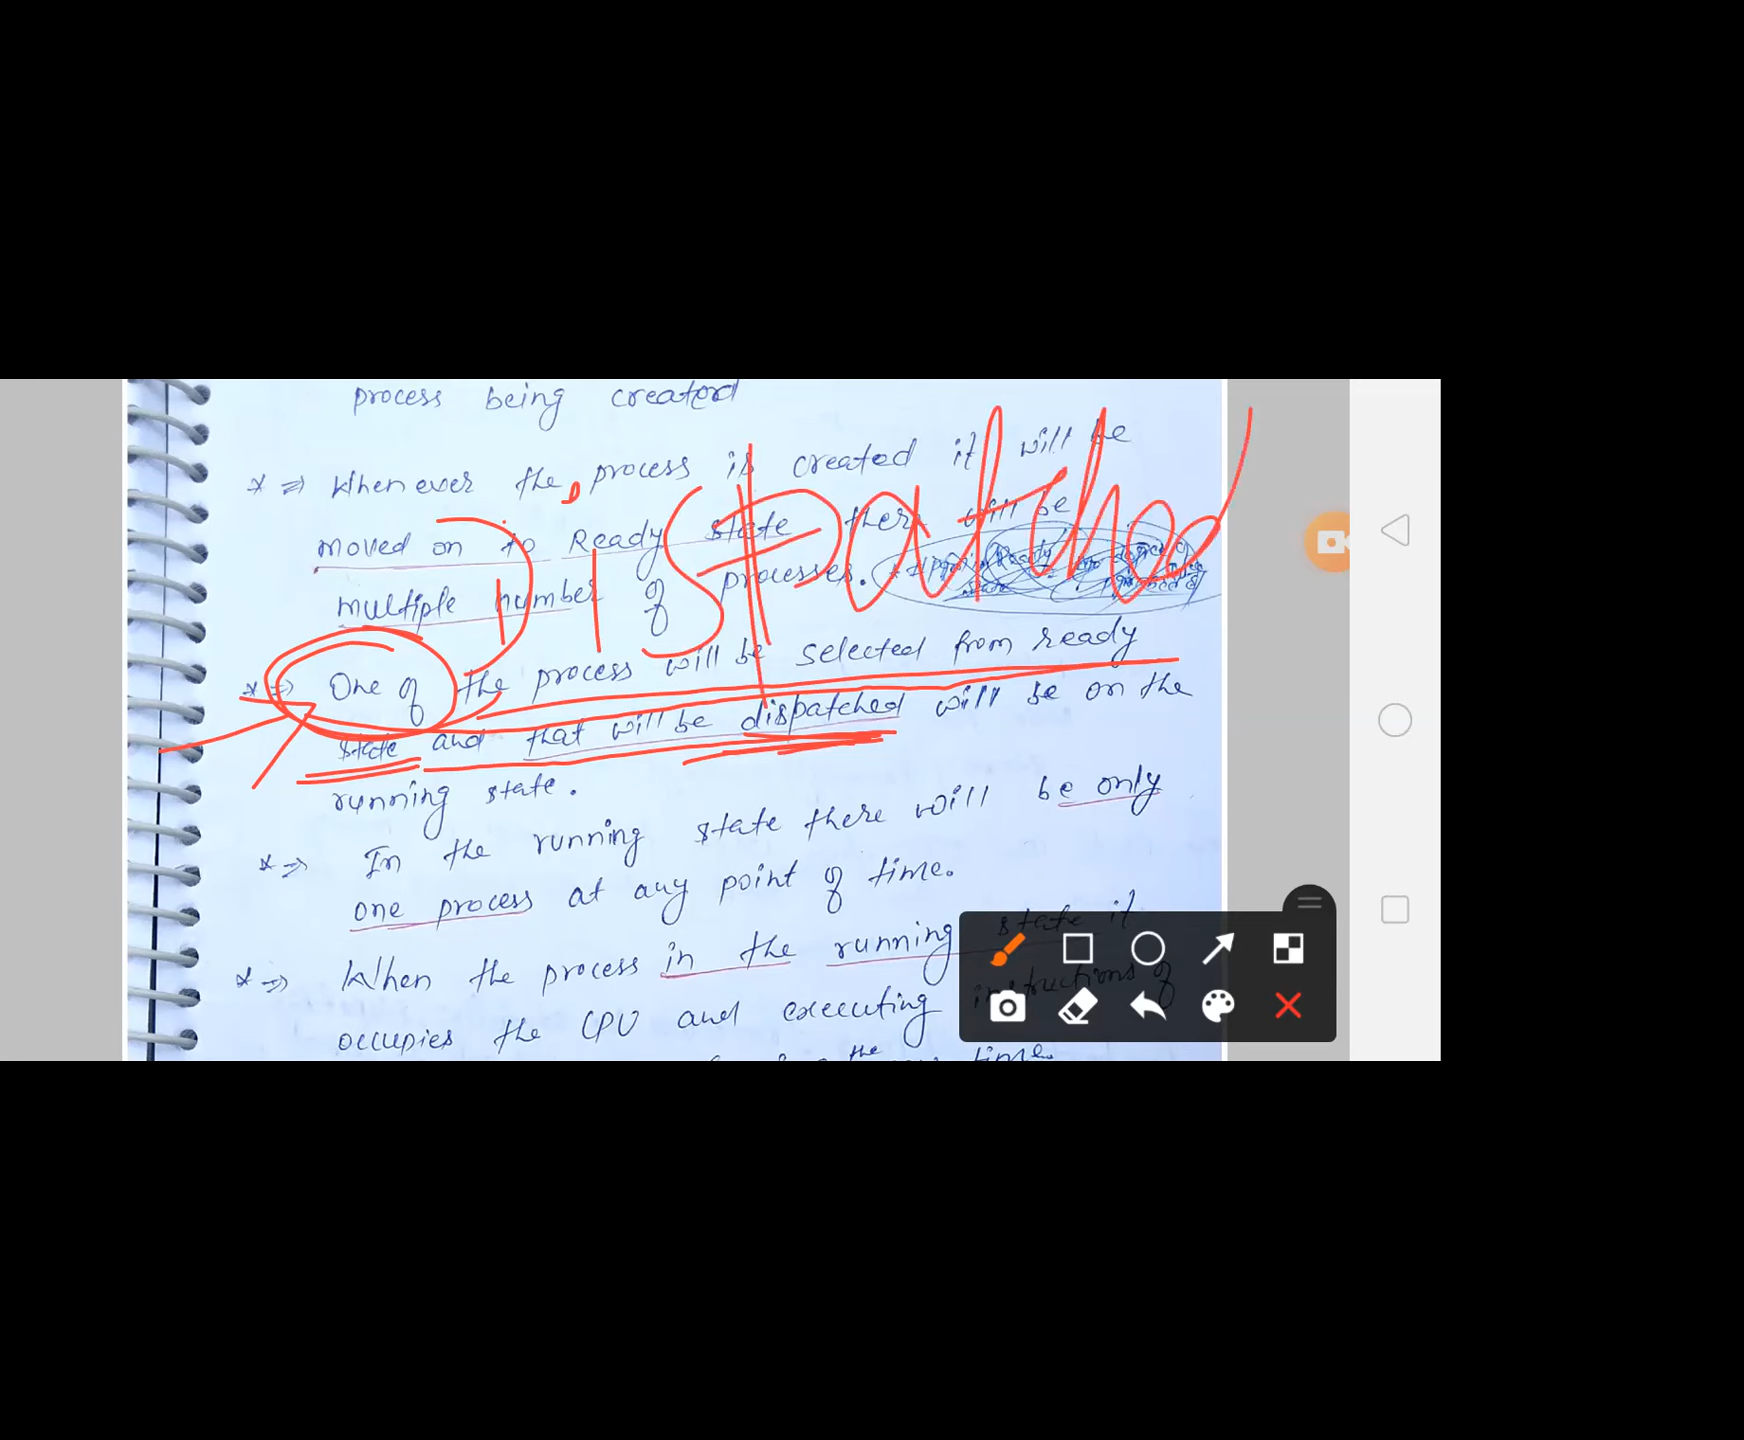 process being created
* ⇒ Whenever the process is created it will be
moved on to Ready state there will be
multiple number of processes.
Dispatched
* ⇒ One of the process will be selected from ready
state and that will be dispatched will be on the
running state.
* ⇒ In the running state there will be only
one process at any point of time.
* ⇒ When the process in the running state it
occupies the CPU and executing instructions of
the time.